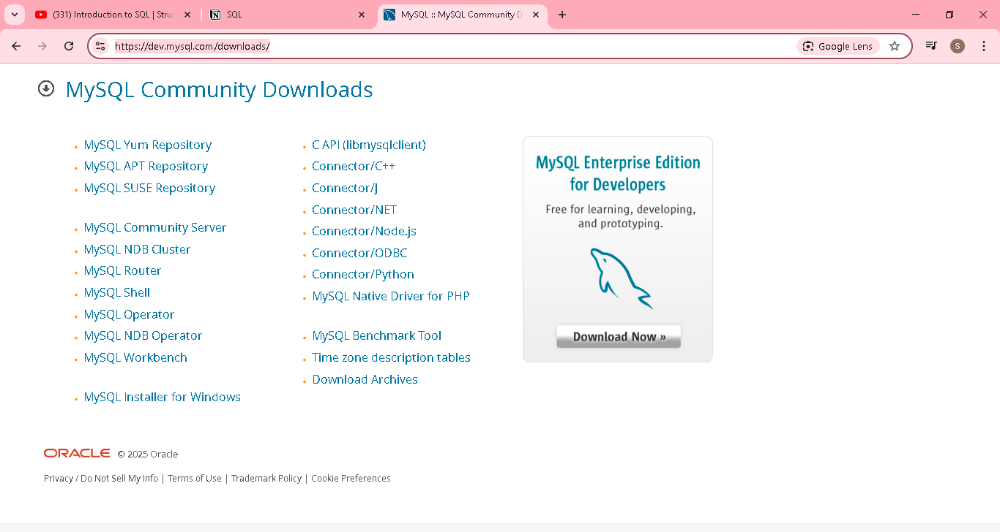 (331) Introduction to SQL | Struc
SQL
MySQL :: MySQL Community D
https://dev.mysql.com/downloads/
Google Lens
S
MySQL Community Downloads
MySQL Yum Repository
MySQL APT Repository
MySQL SUSE Repository
MySQL Community Server
MySQL NDB Cluster
MySQL Router
MySQL Shell
MySQL Operator
MySQL NDB Operator
MySQL Workbench
MySQL Installer for Windows
C API (libmysqlclient)
Connector/C++
Connector/J
Connector/NET
Connector/Node.js
Connector/ODBC
Connector/Python
MySQL Native Driver for PHP
MySQL Benchmark Tool
Time zone description tables
Download Archives
MySQL Enterprise Edition
for Developers
Free for learning, developing,
and prototyping.
Download Now »
ORACLE © 2025 Oracle
Privacy / Do Not Sell My Info | Terms of Use | Trademark Policy | Cookie Preferences